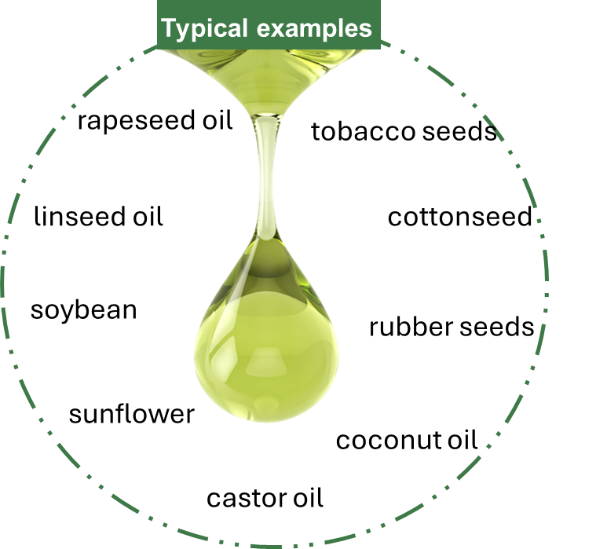 Typical examples
rapeseed oil
tobacco seeds
linseed oil
cottonseed
soybean
rubber seeds
sunflower
coconut oil
castor oil